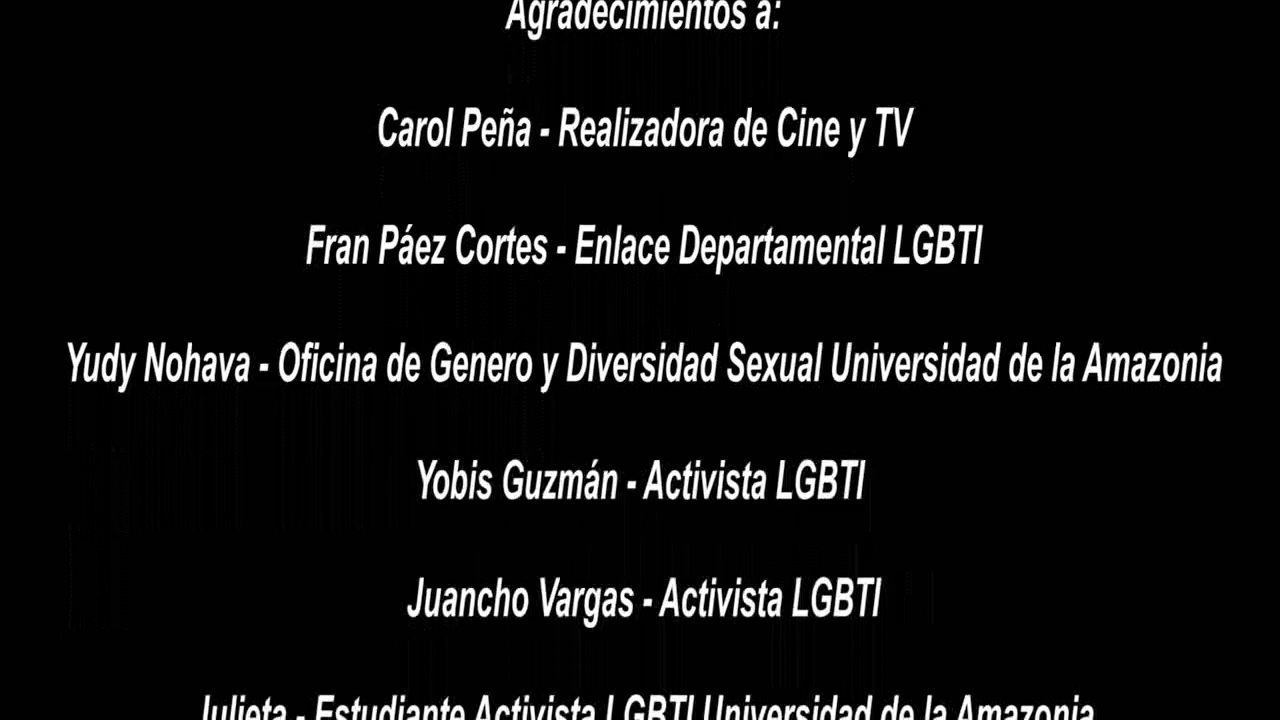 Agradecimientos a:
Carol Peña - Realizadora de Cine y TV
Fran Páez Cortes - Enlace Departamental LGBTI
Yudy Nohava - Oficina de Genero y Diversidad Sexual Universidad de la Amazonia
Yobis Guzmán - Activista LGBTI
Juancho Vargas - Activista LGBTI
Julieta - Estudiante Activista LGBTI Universidad de la Amazonia